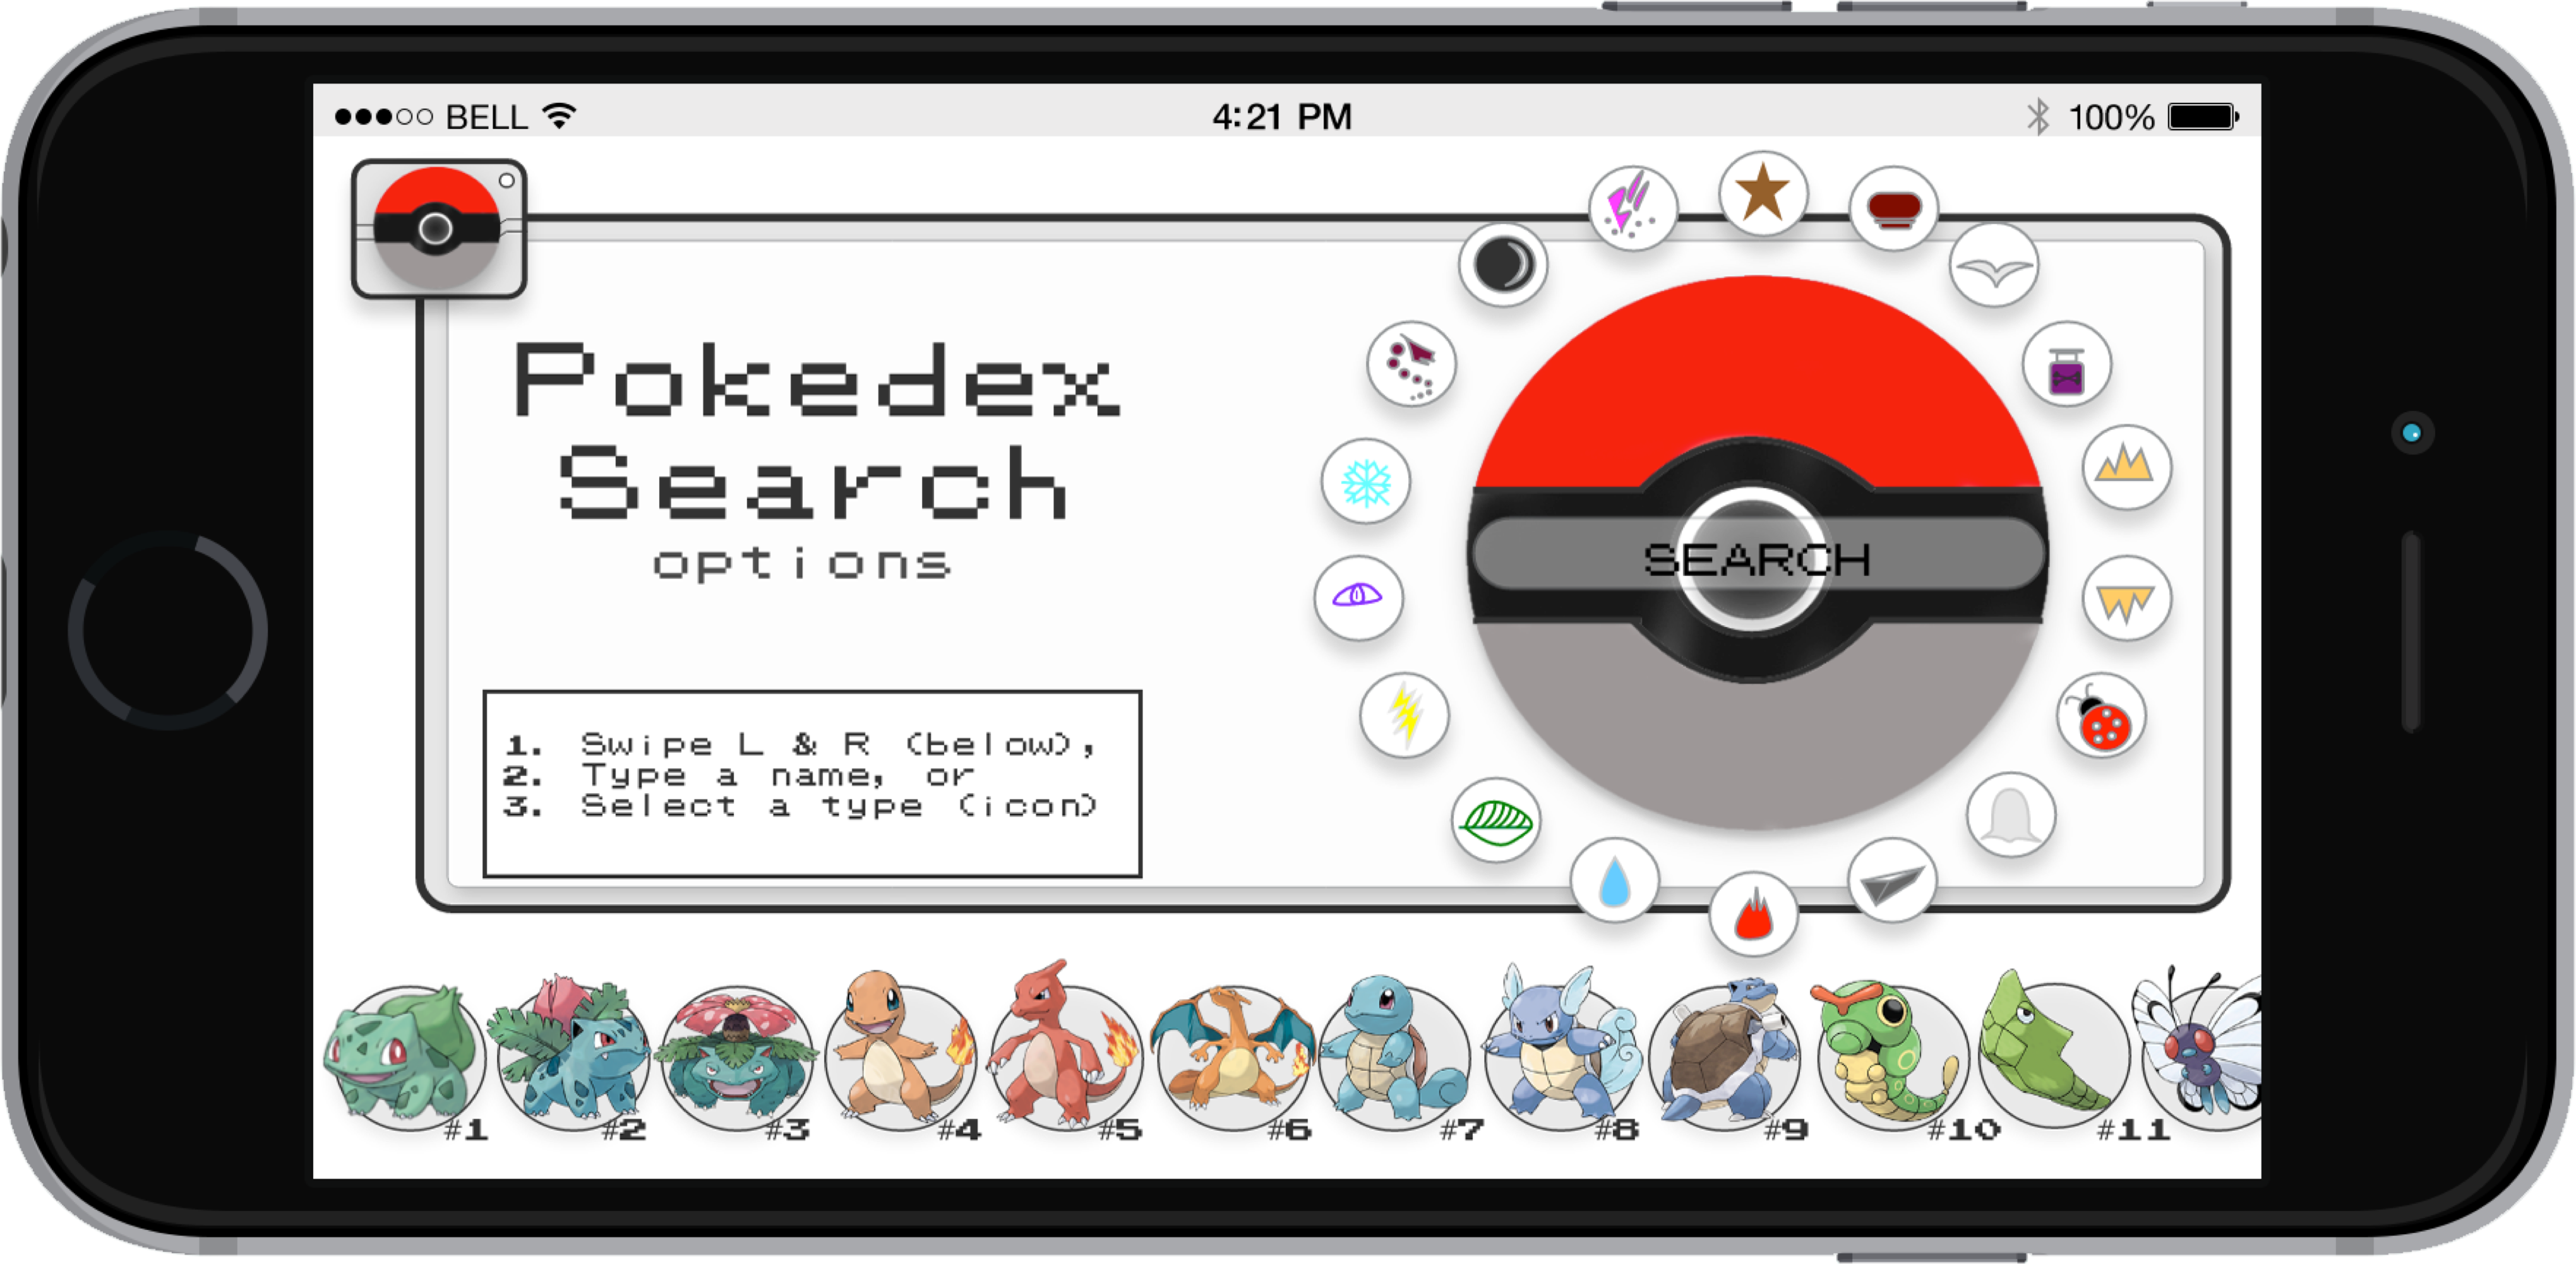 BELL 4:21 PM 100%
Pokedex
Search
options
SEARCH
1. Swipe L & R (below),
2. Type a name, or
3. Select a type (icon)
#1 #2 #3 #4 #5 #6 #7 #8 #9 #10 #11